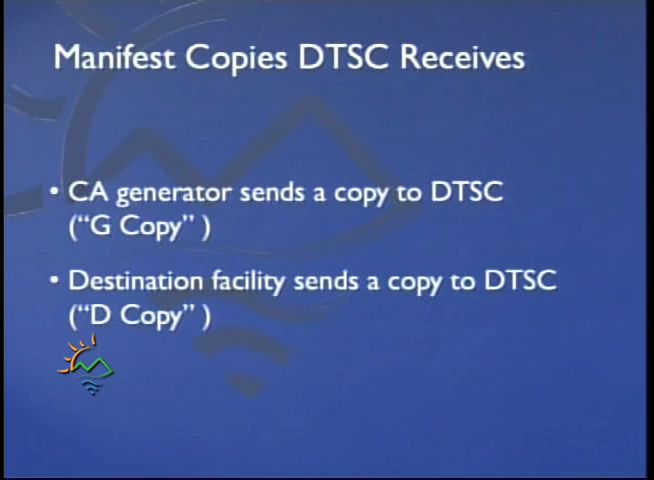 Manifest Copies DTSC Receives
• CA generator sends a copy to DTSC
("G Copy" )
• Destination facility sends a copy to DTSC
("D Copy" )